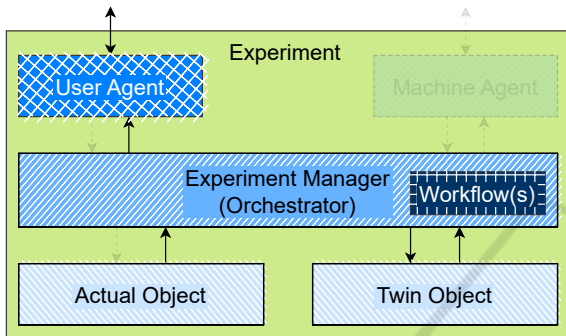 Experiment
User Agent
Machine Agent
Experiment Manager
(Orchestrator)
Workflow(s)
Actual Object
Twin Object